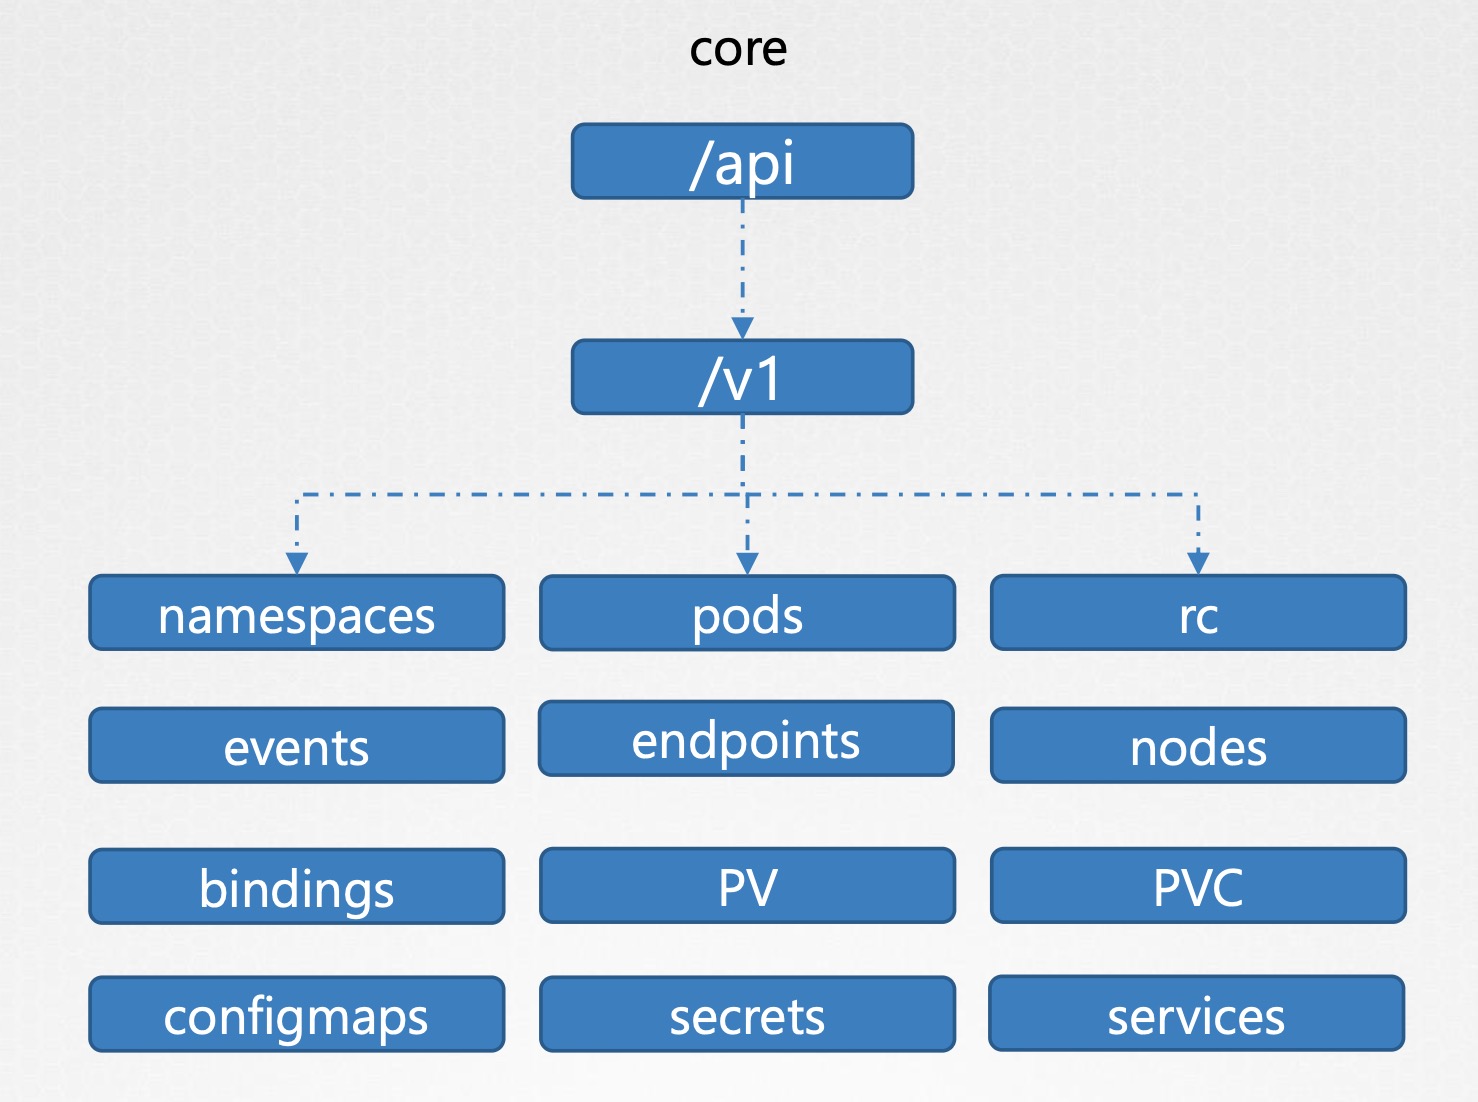 core
/api
/v1
namespaces
pods
rc
events
endpoints
nodes
bindings
PV
PVC
configmaps
secrets
services